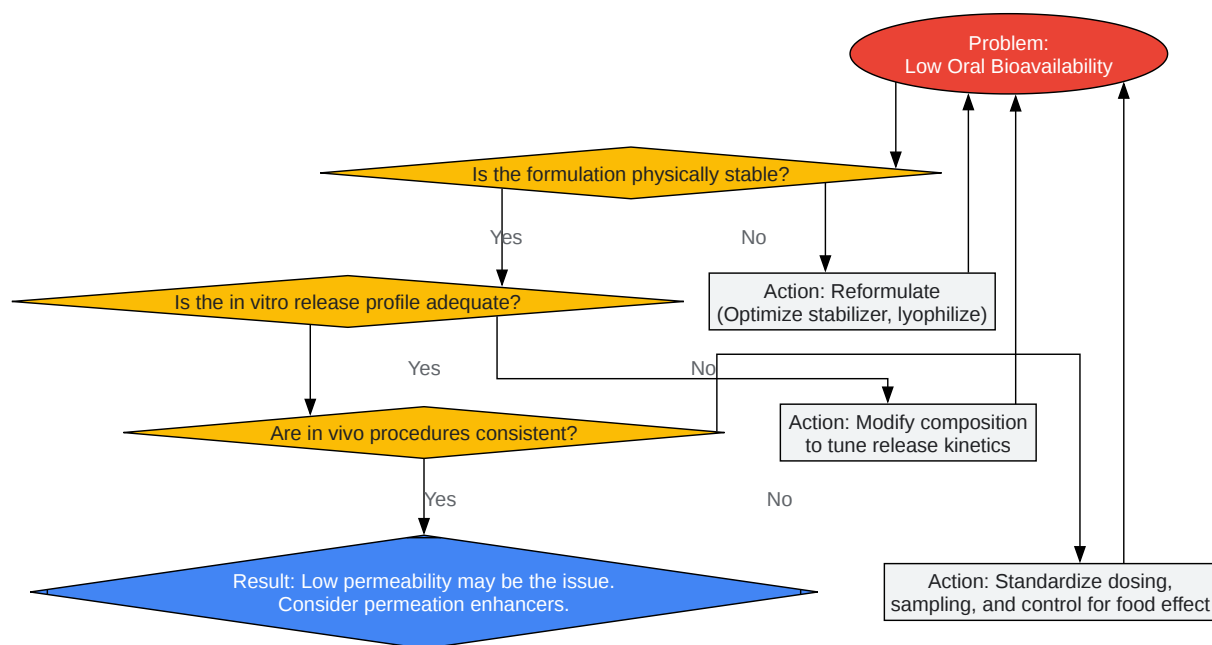 Problem:
Low Oral Bioavailability
Is the formulation physically stable?
Yes
No
Is the in vitro release profile adequate?
Action: Reformulate
(Optimize stabilizer, lyophilize)
Yes
No
Are in vivo procedures consistent?
Action: Modify composition
to tune release kinetics
Yes
No
Result: Low permeability may be the issue.
Consider permeation enhancers.
Action: Standardize dosing,
sampling, and control for food effect